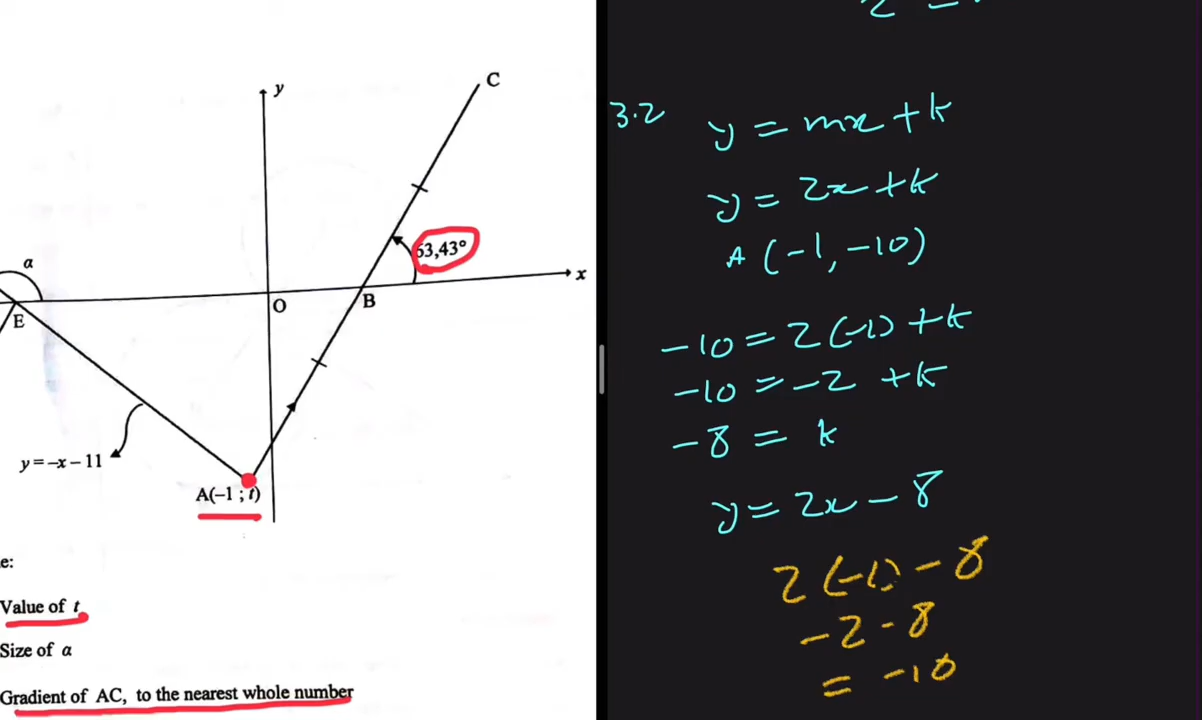 y
C
63,43°
α
x
O
B
E
y=–x – 11
A(–1 ; t)
e:
Value of t
Size of α
Gradient of AC, to the nearest whole number
3.2
y = mx + k
y = 2x + k
A (-1, -10)
-10 = 2 (-1) + k
-10 = -2 + k
-8 = k
y = 2x - 8
2 (-1) - 8
-2 - 8
= -10